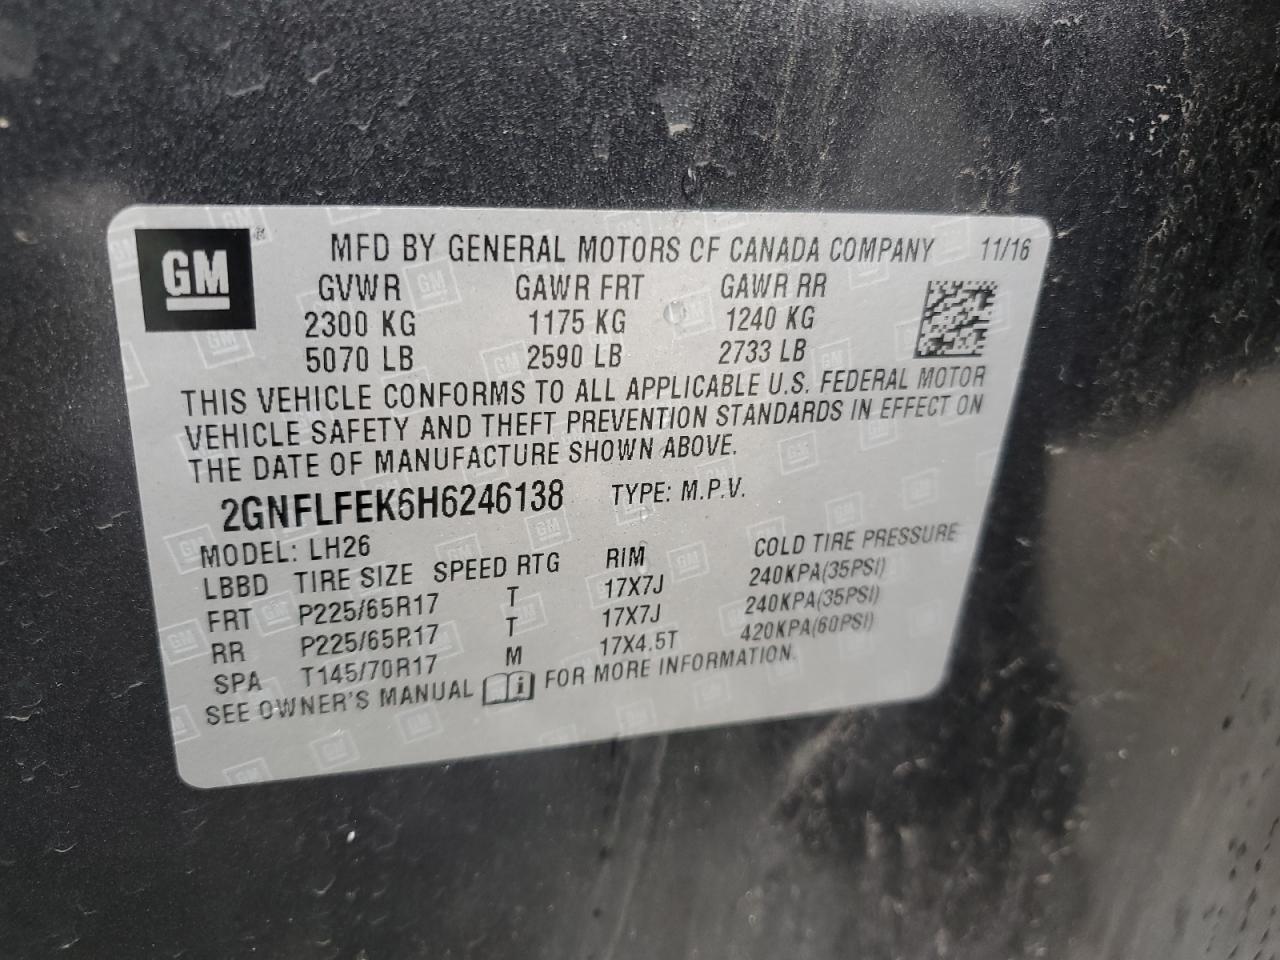 GM ®
MFD BY GENERAL MOTORS OF CANADA COMPANY 11/16
GVWR GAWR FRT GAWR RR
2300 KG 1175 KG 1240 KG
5070 LB 2590 LB 2733 LB
THIS VEHICLE CONFORMS TO ALL APPLICABLE U.S. FEDERAL MOTOR
VEHICLE SAFETY AND THEFT PREVENTION STANDARDS IN EFFECT ON
THE DATE OF MANUFACTURE SHOWN ABOVE.
2GNFLFEK6H6246138 TYPE: M.P.V.
MODEL: LH26
LBBD TIRE SIZE SPEED RTG RIM COLD TIRE PRESSURE
FRT P225/65R17 T 17X7J 240KPA(35PSI)
RR P225/65R17 T 17X7J 240KPA(35PSI)
SPA T145/70R17 M 17X4.5T 420KPA(60PSI)
SEE OWNER'S MANUAL i FOR MORE INFORMATION.